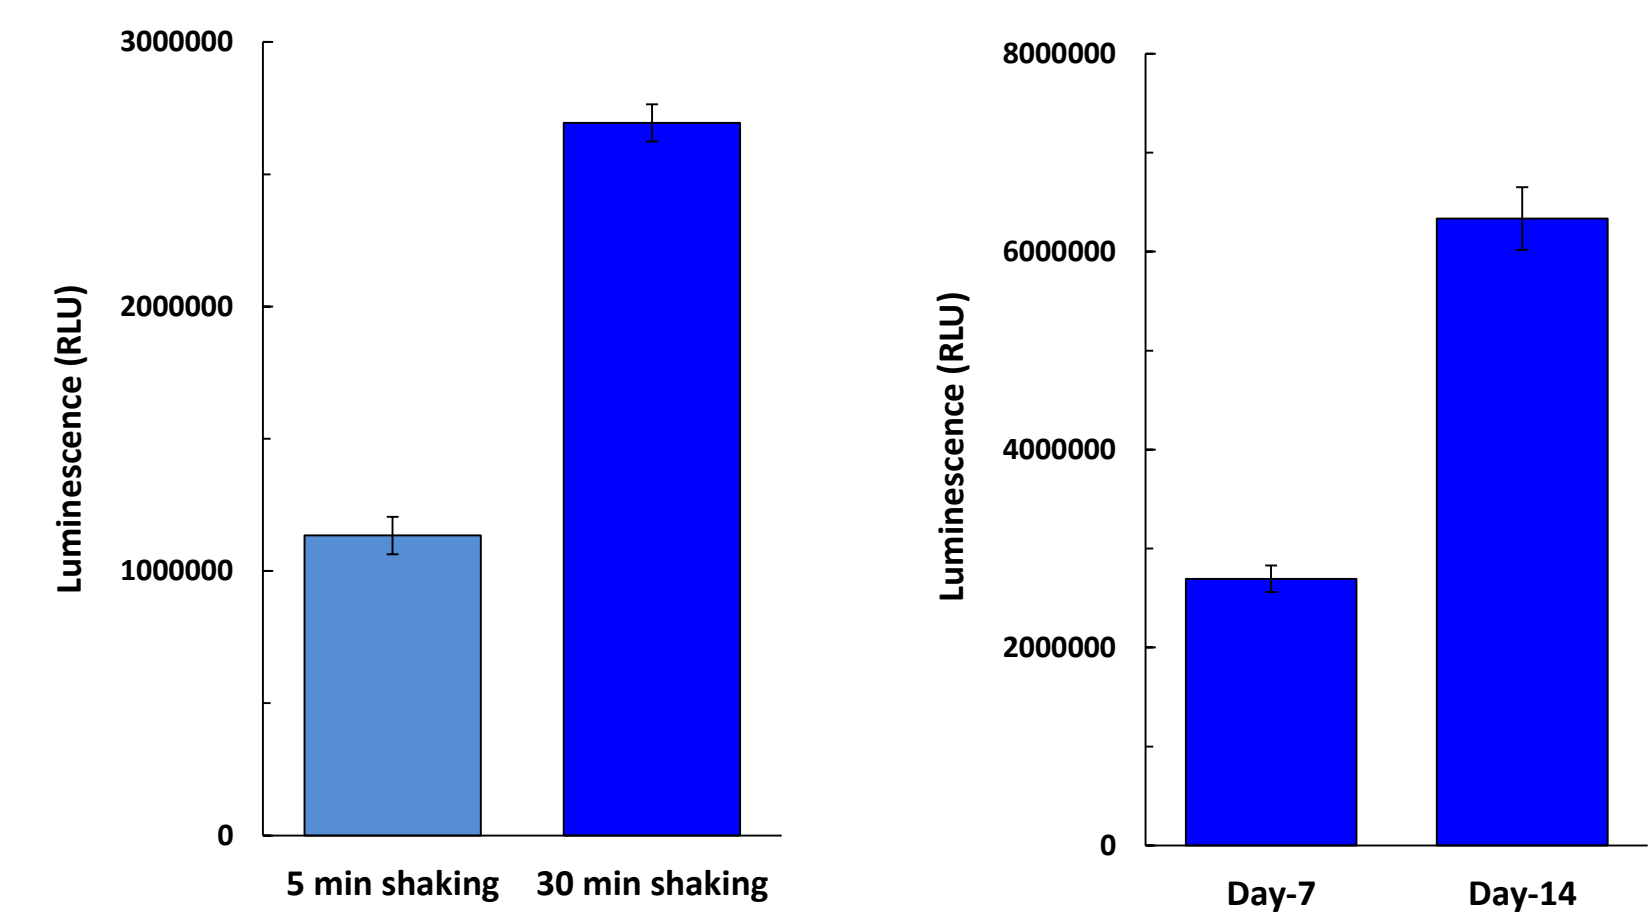 Luminescence (RLU)
3000000
2000000
1000000
0
5 min shaking
30 min shaking
Luminescence (RLU)
8000000
6000000
4000000
2000000
0
Day-7
Day-14